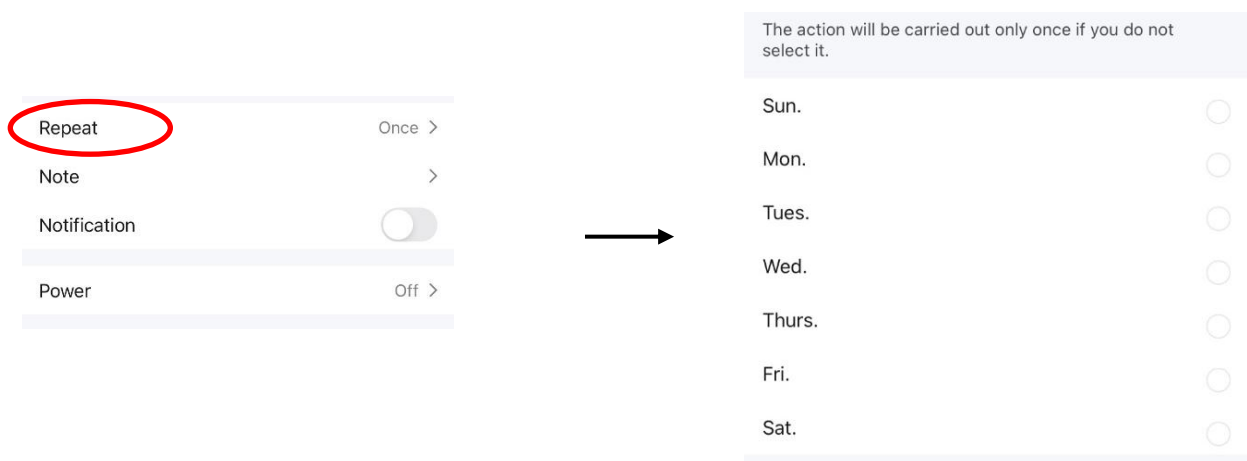 Repeat Once >
Note >
Notification
Power Off >
The action will be carried out only once if you do not
select it.
Sun.
Mon.
Tues.
Wed.
Thurs.
Fri.
Sat.